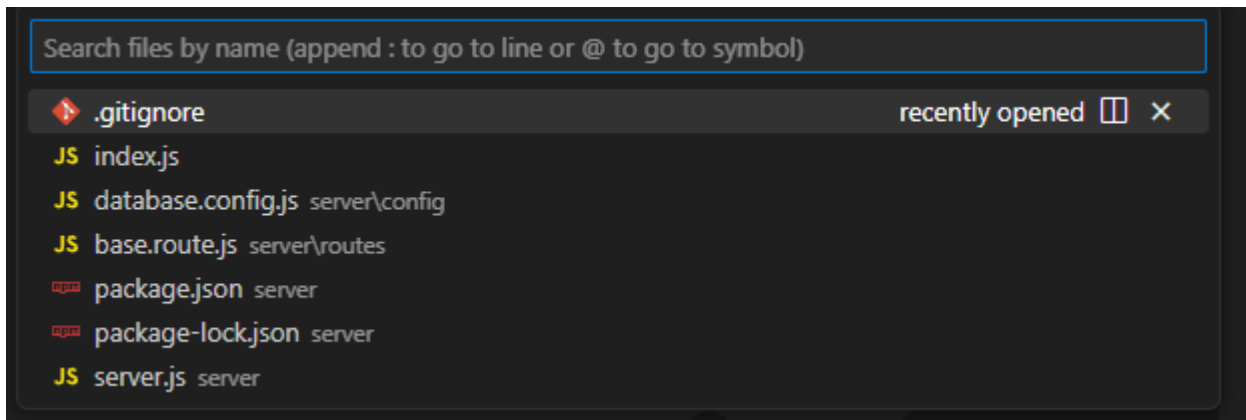 Search files by name (append : to go to line or @ to go to symbol)
.gitignore recently opened
JS index.js
JS database.config.js server\config
JS base.route.js server\routes
npm package.json server
npm package-lock.json server
JS server.js server